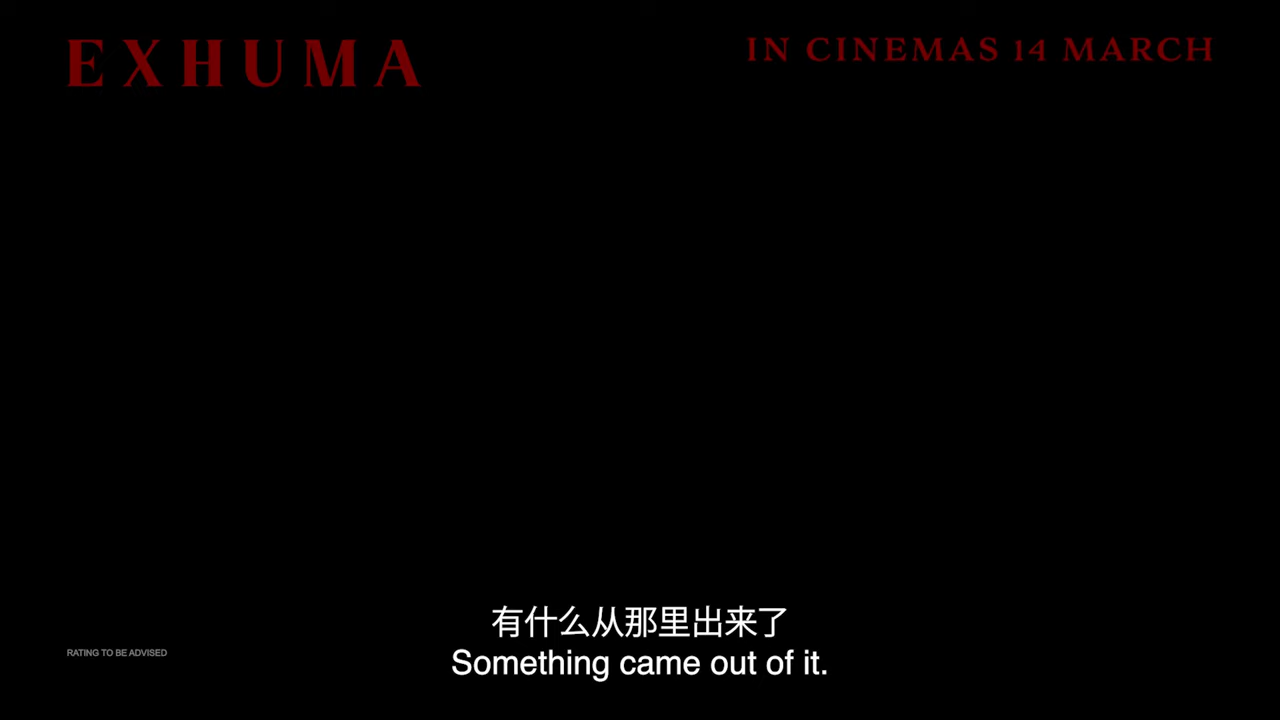 EXHUMA
IN CINEMAS 14 MARCH
有什么从那里出来了
Something came out of it.
RATING TO BE ADVISED